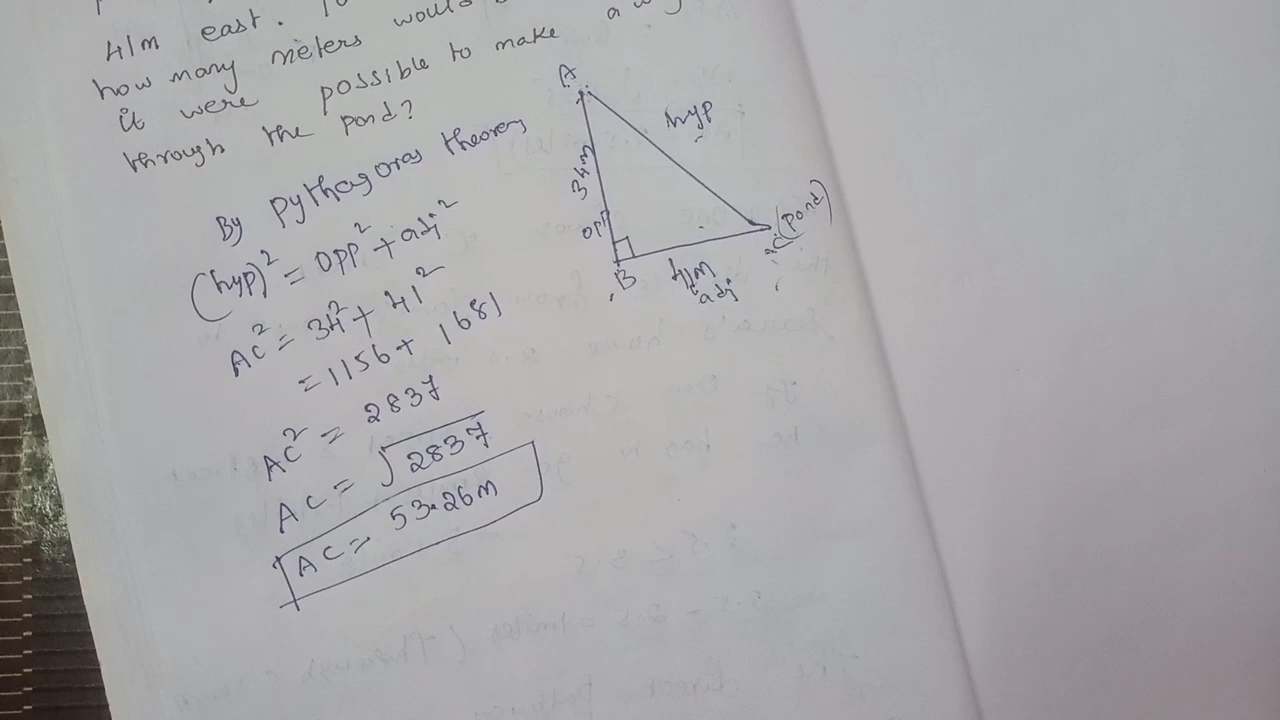 41m east.
how many meters would
it were possible to make a
through the pond?
By pythagoras theorem
(hyp)² = opp² + adj²
AC² = 34² + 41²
= 1156 + 1681
AC² = 2837
AC = √2837
AC = 53.26m
A
hyp
34m
opp
B
41m
adj
C (pond)